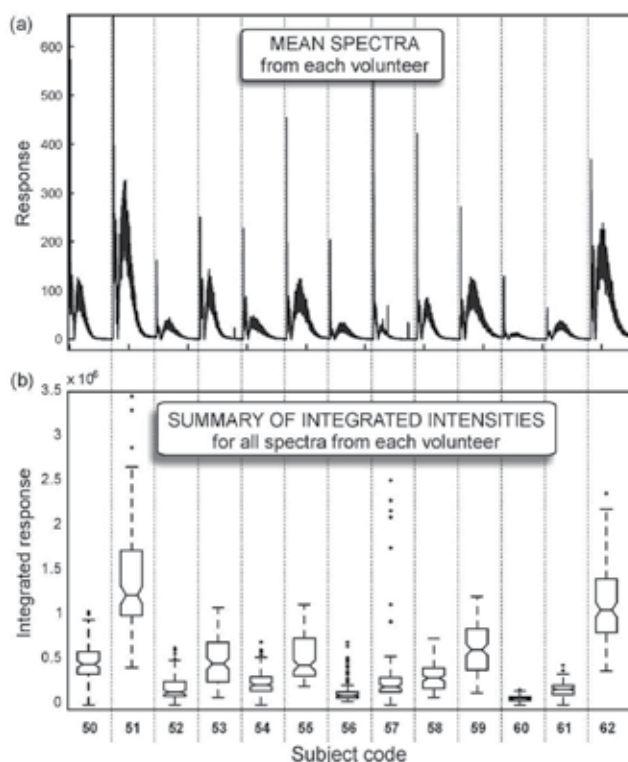 (a)
MEAN SPECTRA
from each volunteer
Response
600
500
400
300
200
100
0
(b)
x 10^6
SUMMARY OF INTEGRATED INTENSITIES
for all spectra from each volunteer
Integrated response
3.5
3
2.5
2
1.5
1
0.5
0
50 51 52 53 54 55 56 57 58 59 60 61 62
Subject code